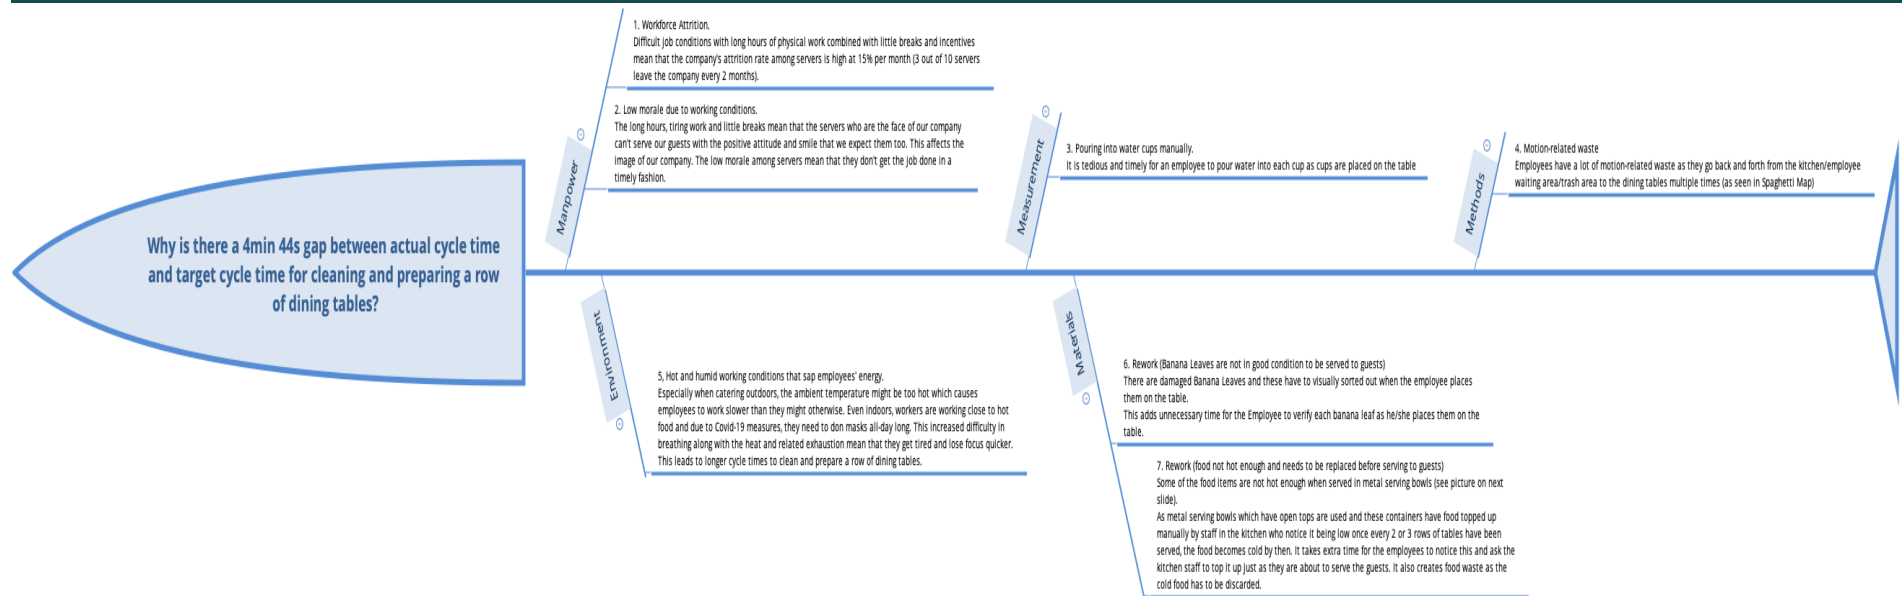 Why is there a 4min 44s gap between actual cycle time
and target cycle time for cleaning and preparing a row
of dining tables?
Manpower
1. Workforce Attrition.
Difficult job conditions with long hours of physical work combined with little breaks and incentives
mean that the company's attrition rate among servers is high at 15% per month (3 out of 10 servers
leave the company every 2 months).
2. Low morale due to working conditions.
The long hours, tiring work and little breaks mean that the servers who are the face of our company
can't serve our guests with the positive attitude and smile that we expect them too. This affects the
image of our company. The low morale among servers mean that they don't get the job done in a
timely fashion.
Measurement
3. Pouring into water cups manually.
It is tedious and timely for an employee to pour water into each cup as cups are placed on the table
Methods
4. Motion-related waste
Employees have a lot of motion-related waste as they go back and forth from the kitchen/employee
waiting area/trash area to the dining tables multiple times (as seen in Spaghetti Map)
Environment
5, Hot and humid working conditions that sap employees' energy.
Especially when catering outdoors, the ambient temperature might be too hot which causes
employees to work slower than they might otherwise. Even indoors, workers are working close to hot
food and due to Covid-19 measures, they need to don masks all-day long. This increased difficulty in
breathing along with the heat and related exhaustion mean that they get tired and lose focus quicker.
This leads to longer cycle times to clean and prepare a row of dining tables.
Materials
6. Rework (Banana Leaves are not in good condition to be served to guests)
There are damaged Banana Leaves and these have to visually sorted out when the employee places
them on the table.
This adds unnecessary time for the Employee to verify each banana leaf as he/she places them on the
table.
7. Rework (food not hot enough and needs to be replaced before serving to guests)
Some of the food items are not hot enough when served in metal serving bowls (see picture on next
slide).
As metal serving bowls which have open tops are used and these containers have food topped up
manually by staff in the kitchen who notice it being low once every 2 or 3 rows of tables have been
served, the food becomes cold by then. It takes extra time for the employees to notice this and ask the
kitchen staff to top it up just as they are about to serve the guests. It also creates food waste as the
cold food has to be discarded.